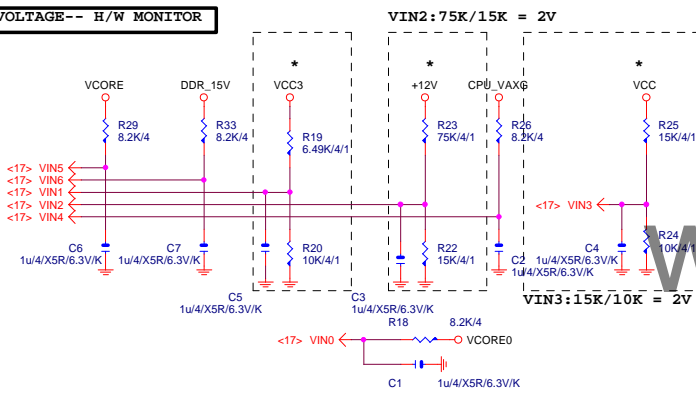 VOLTAGE-- H/W MONITOR
VIN2:75K/15K = 2V
* * *
VCORE DDR_15V VCC3 +12V CPU_VAXG VCC
R29
8.2K/4
R33
8.2K/4
R19
6.49K/4/1
R23
75K/4/1
R26
8.2K/4
R25
15K/4/1
<17> VIN5
<17> VIN6
<17> VIN1
<17> VIN2
<17> VIN4
<17> VIN3
C6
1u/4/X5R/6.3V/K
C7
1u/4/X5R/6.3V/K
R20
10K/4/1
R22
15K/4/1
C2
1u/4/X5R/6.3V/K
C4
1u/4/X5R/6.3V/K
R24
10K/4/1
W
C5
1u/4/X5R/6.3V/K
C3
1u/4/X5R/6.3V/K
VIN3:15K/10K = 2V
R18 8.2K/4
<17> VIN0 VCORE0
C1 1u/4/X5R/6.3V/K